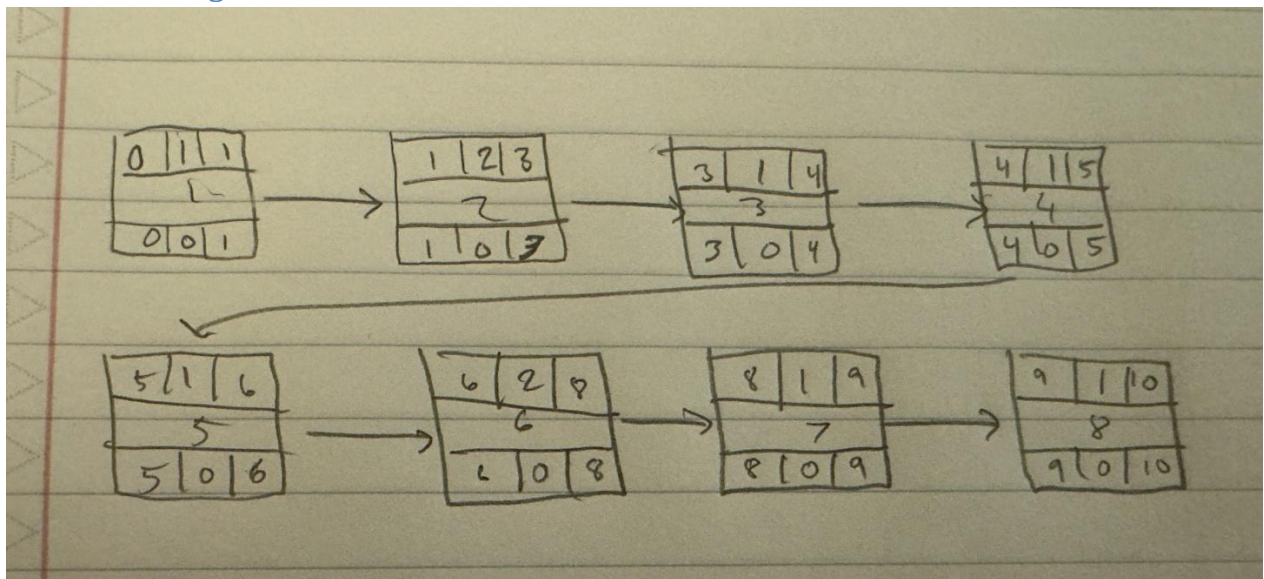 0 | 1 | 1 1 | 2 | 3 3 | 1 | 4 4 | 1 | 5
1 2 3 4
0 | 0 | 1 1 | 0 | 3 3 | 0 | 4 4 | 0 | 5
5 | 1 | 6 6 | 2 | 8 8 | 1 | 9 9 | 1 | 10
5 6 7 8
5 | 0 | 6 6 | 0 | 8 8 | 0 | 9 9 | 0 | 10